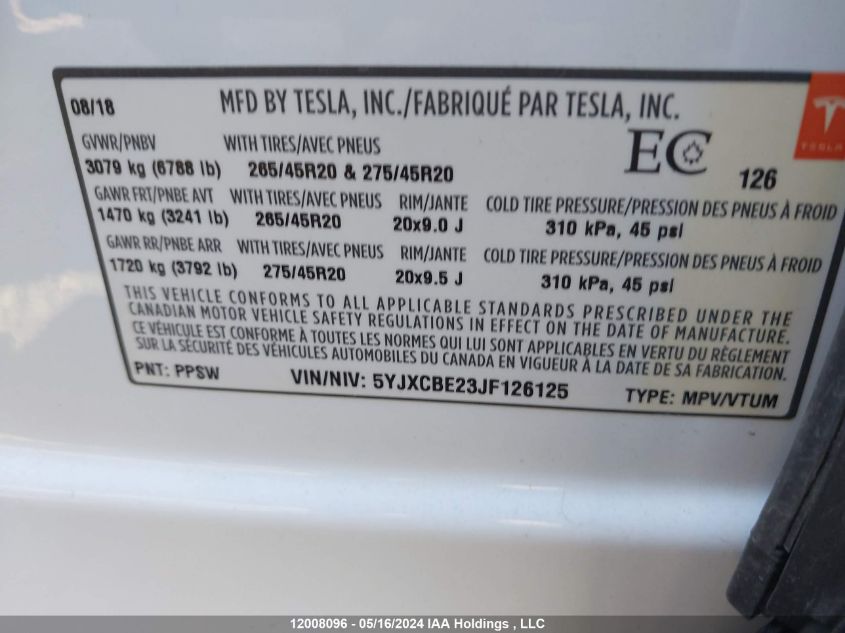 08/18 MFD BY TESLA, INC./FABRIQUÉ PAR TESLA, INC.
TESLA
GVWR/PNBV WITH TIRES/AVEC PNEUS EC
3079 kg (6788 lb) 265/45R20 & 275/45R20 126
GAWR FRT/PNBE AVT WITH TIRES/AVEC PNEUS RIM/JANTE COLD TIRE PRESSURE/PRESSION DES PNEUS À FROID
1470 kg (3241 lb) 265/45R20 20x9.0 J 310 kPa, 45 psi
GAWR RR/PNBE ARR WITH TIRES/AVEC PNEUS RIM/JANTE COLD TIRE PRESSURE/PRESSION DES PNEUS À FROID
1720 kg (3792 lb) 275/45R20 20x9.5 J 310 kPa, 45 psi
THIS VEHICLE CONFORMS TO ALL APPLICABLE STANDARDS PRESCRIBED UNDER THE
CANADIAN MOTOR VEHICLE SAFETY REGULATIONS IN EFFECT ON THE DATE OF MANUFACTURE.
CE VÉHICULE EST CONFORME À TOUTES LES NORMES QUI LUI SONT APPLICABLES EN VERTU DU RÈGLEMENT
SUR LA SÉCURITÉ DES VÉHICULES AUTOMOBILES DU CANADA EN VIGUEUR À LA DATE DE SA FABRICATION.
PNT: PPSW VIN/NIV: 5YJXCBE23JF126125 TYPE: MPV/VTUM
12008096 - 05/16/2024 IAA Holdings , LLC